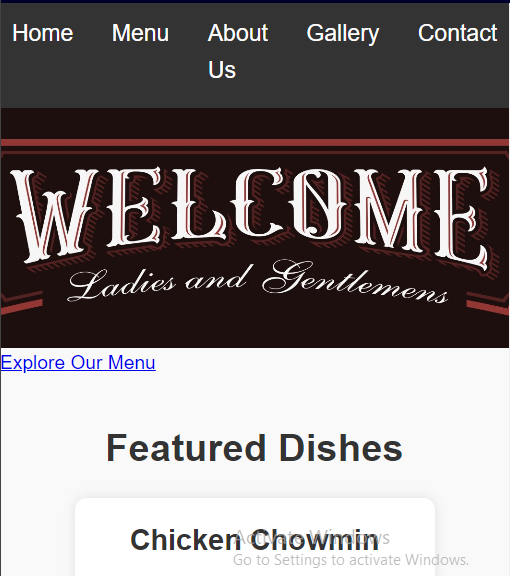 Home Menu About Gallery Contact
Us
WELCOME
Ladies and Gentlemens
Explore Our Menu
Featured Dishes
Chicken Chowmin
Activate Windows
Go to Settings to activate Windows.